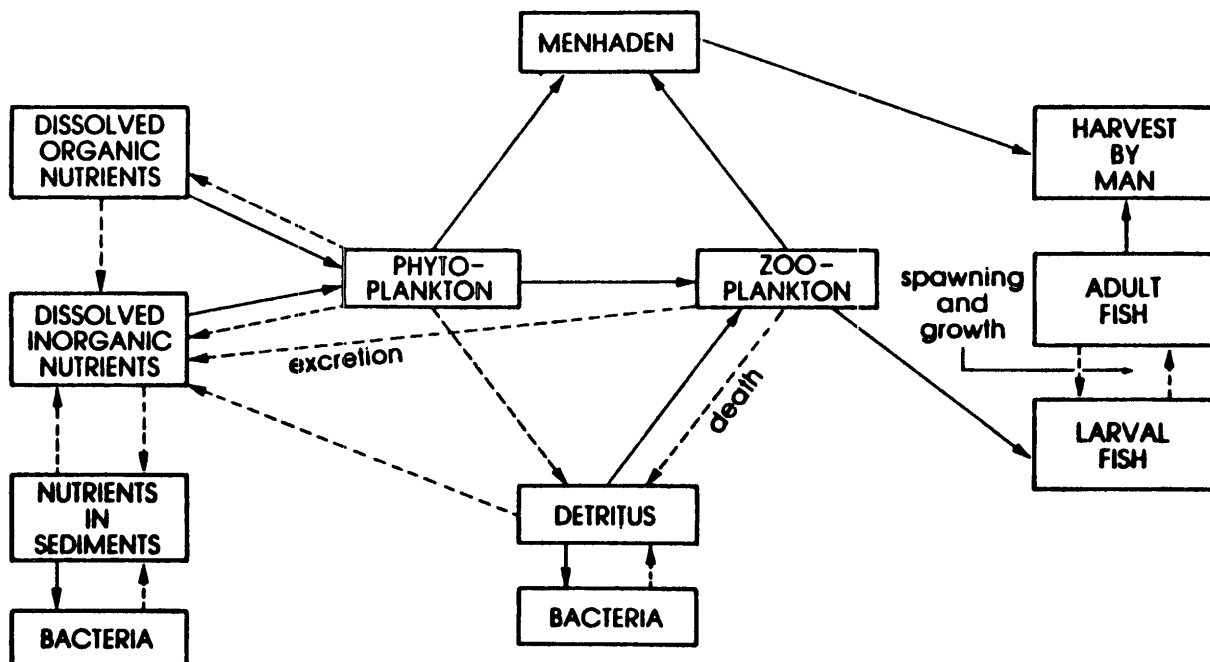 MENHADEN
DISSOLVED
ORGANIC
NUTRIENTS
HARVEST
BY
MAN
PHYTO-
PLANKTON
ZOO-
PLANKTON
spawning
and
growth
ADULT
FISH
DISSOLVED
INORGANIC
NUTRIENTS
excretion
death
LARVAL
FISH
NUTRIENTS
IN
SEDIMENTS
DETRITUS
BACTERIA
BACTERIA